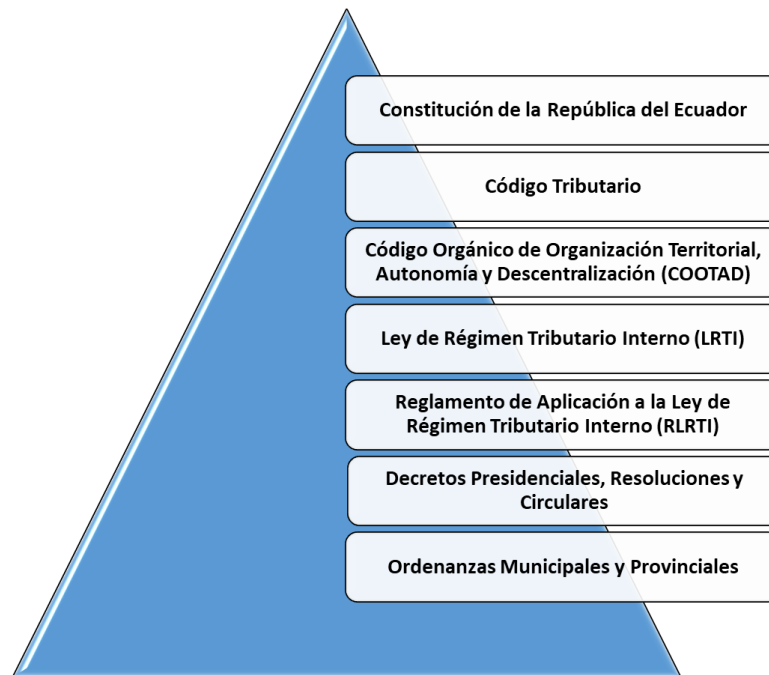 Constitución de la República del Ecuador
Código Tributario
Código Orgánico de Organización Territorial,
Autonomía y Descentralización (COOTAD)
Ley de Régimen Tributario Interno (LRTI)
Reglamento de Aplicación a la Ley de
Régimen Tributario Interno (RLRTI)
Decretos Presidenciales, Resoluciones y
Circulares
Ordenanzas Municipales y Provinciales